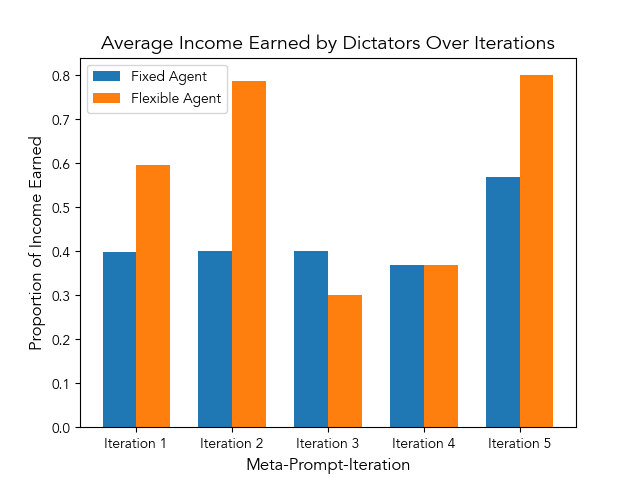 Average Income Earned by Dictators Over Iterations
Fixed Agent
Flexible Agent
Proportion of Income Earned
0.8
0.7
0.6
0.5
0.4
0.3
0.2
0.1
0.0
Iteration 1
Iteration 2
Iteration 3
Iteration 4
Iteration 5
Meta-Prompt-Iteration